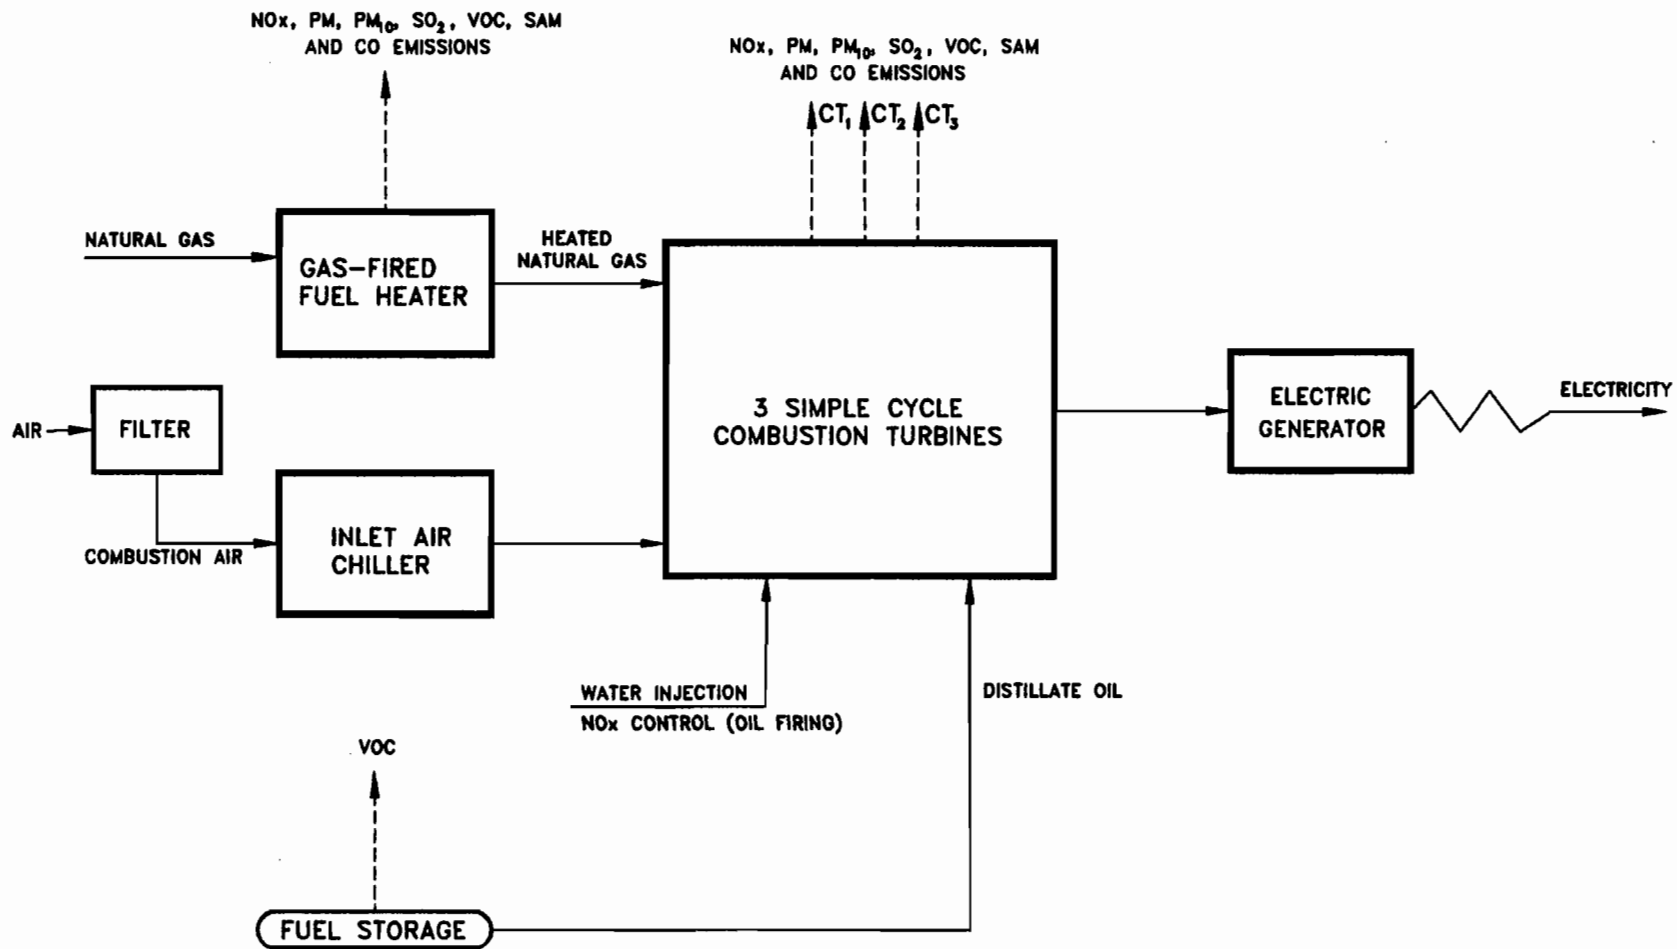 NOx, PM, PM₁₀, SO₂, VOC, SAM
AND CO EMISSIONS
NOx, PM, PM₁₀, SO₂, VOC, SAM
AND CO EMISSIONS
CT₁ CT₂ CT₃
NATURAL GAS
GAS-FIRED
FUEL HEATER
HEATED
NATURAL GAS
AIR
FILTER
COMBUSTION AIR
INLET AIR
CHILLER
3 SIMPLE CYCLE
COMBUSTION TURBINES
ELECTRIC
GENERATOR
ELECTRICITY
WATER INJECTION
NOx CONTROL (OIL FIRING)
DISTILLATE OIL
VOC
FUEL STORAGE